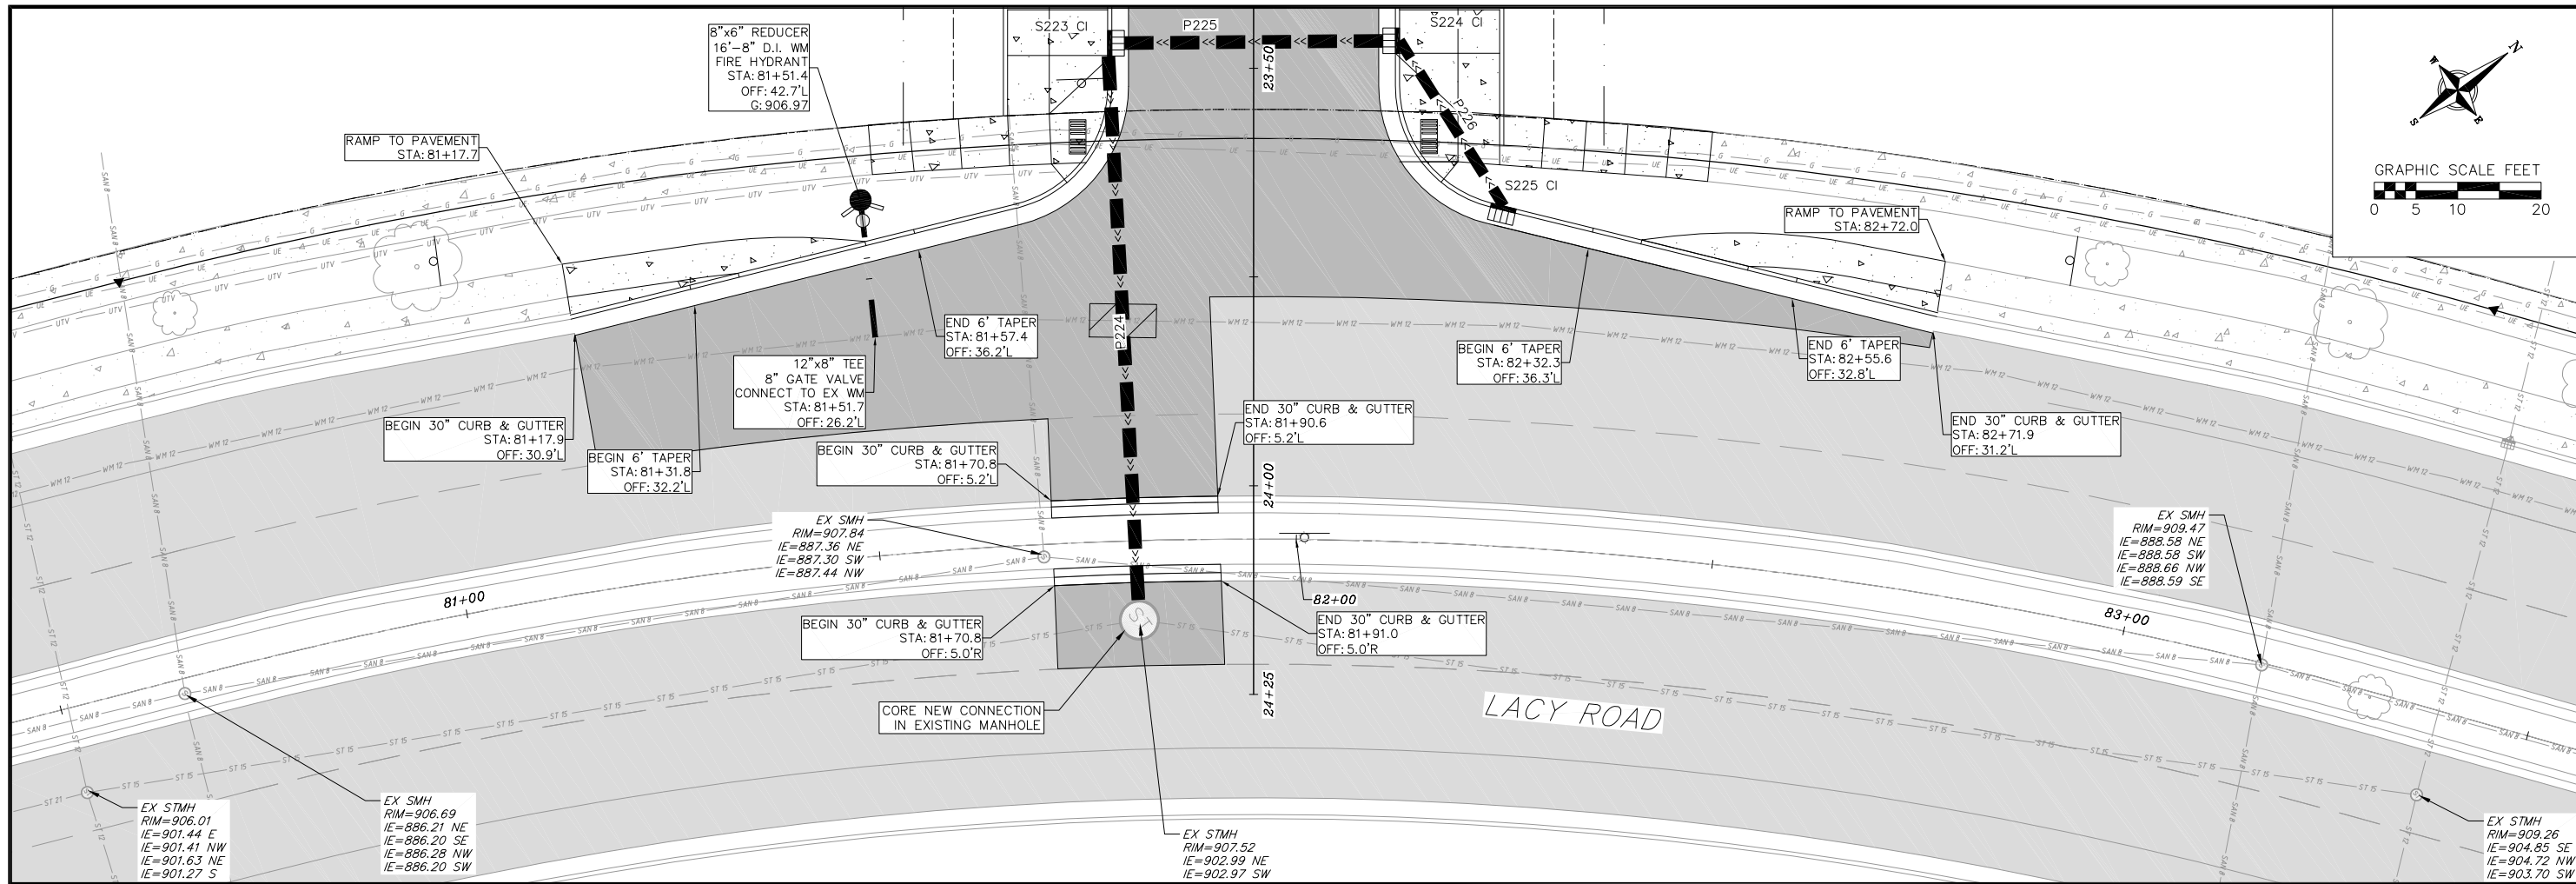 S223 CI
P225
S224 CI
23+50
8"x6" REDUCER
16'-8" D.I. WM
FIRE HYDRANT
STA: 81+51.4
OFF: 42.7'L
G: 906.97
N
W
E
S
GRAPHIC SCALE FEET
0 5 10 20
RAMP TO PAVEMENT
STA: 81+17.7
P226
S225 CI
RAMP TO PAVEMENT
STA: 82+72.0
P224
END 6' TAPER
STA: 81+57.4
OFF: 36.2'L
12"x8" TEE
8" GATE VALVE
CONNECT TO EX WM
STA: 81+51.7
OFF: 26.2'L
BEGIN 6' TAPER
STA: 82+32.3
OFF: 36.3'L
END 6' TAPER
STA: 82+55.6
OFF: 32.8'L
BEGIN 30" CURB & GUTTER
STA: 81+17.9
OFF: 30.9'L
BEGIN 6' TAPER
STA: 81+31.8
OFF: 32.2'L
BEGIN 30" CURB & GUTTER
STA: 81+70.8
OFF: 5.2'L
END 30" CURB & GUTTER
STA: 81+90.6
OFF: 5.2'L
END 30" CURB & GUTTER
STA: 82+71.9
OFF: 31.2'L
24+00
EX SMH
RIM=907.84
IE=887.36 NE
IE=887.30 SW
IE=887.44 NW
EX SMH
RIM=909.47
IE=888.58 NE
IE=888.58 SW
IE=888.66 NW
IE=888.59 SE
81+00
82+00
83+00
BEGIN 30" CURB & GUTTER
STA: 81+70.8
OFF: 5.0'R
ST
END 30" CURB & GUTTER
STA: 81+91.0
OFF: 5.0'R
24+25
CORE NEW CONNECTION
IN EXISTING MANHOLE
LACY ROAD
EX STMH
RIM=906.01
IE=901.44 E
IE=901.41 NW
IE=901.63 NE
IE=901.27 S
EX SMH
RIM=906.69
IE=886.21 NE
IE=886.20 SE
IE=886.28 NW
IE=886.20 SW
EX STMH
RIM=907.52
IE=902.99 NE
IE=902.97 SW
EX STMH
RIM=909.26
IE=904.85 SE
IE=904.72 NW
IE=903.70 SW
SAN 8
WM 12
ST 12
ST 15
ST 21
UTV
UE
G